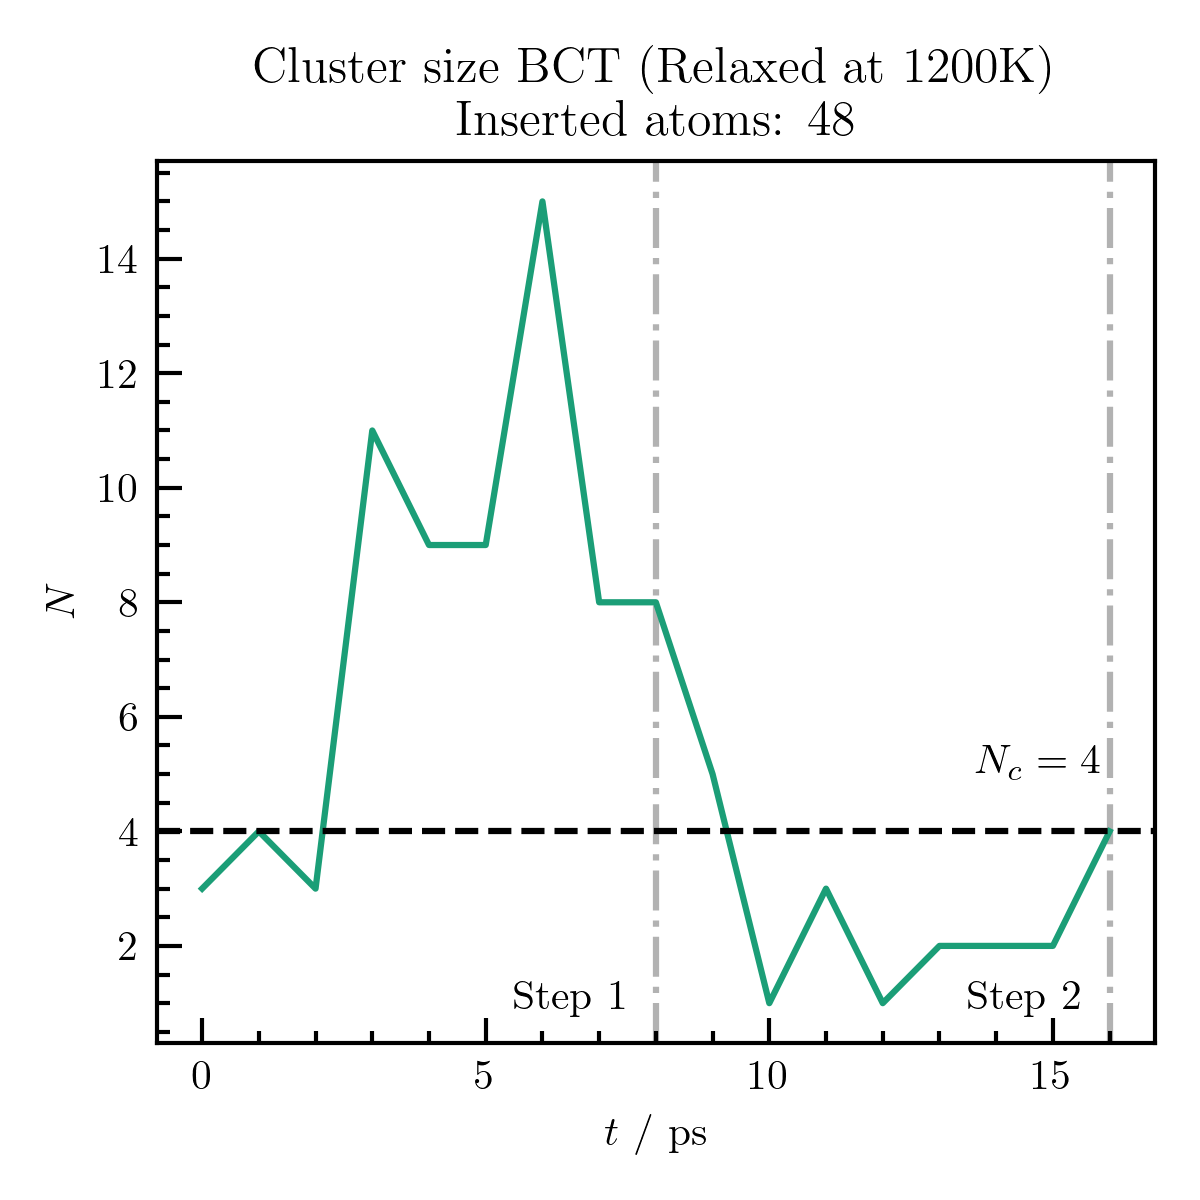 Cluster size BCT (Relaxed at 1200K)
Inserted atoms: 48
14
12
10
8
6
4
2
N
N_c = 4
Step 1
Step 2
0
5
10
15
t / ps